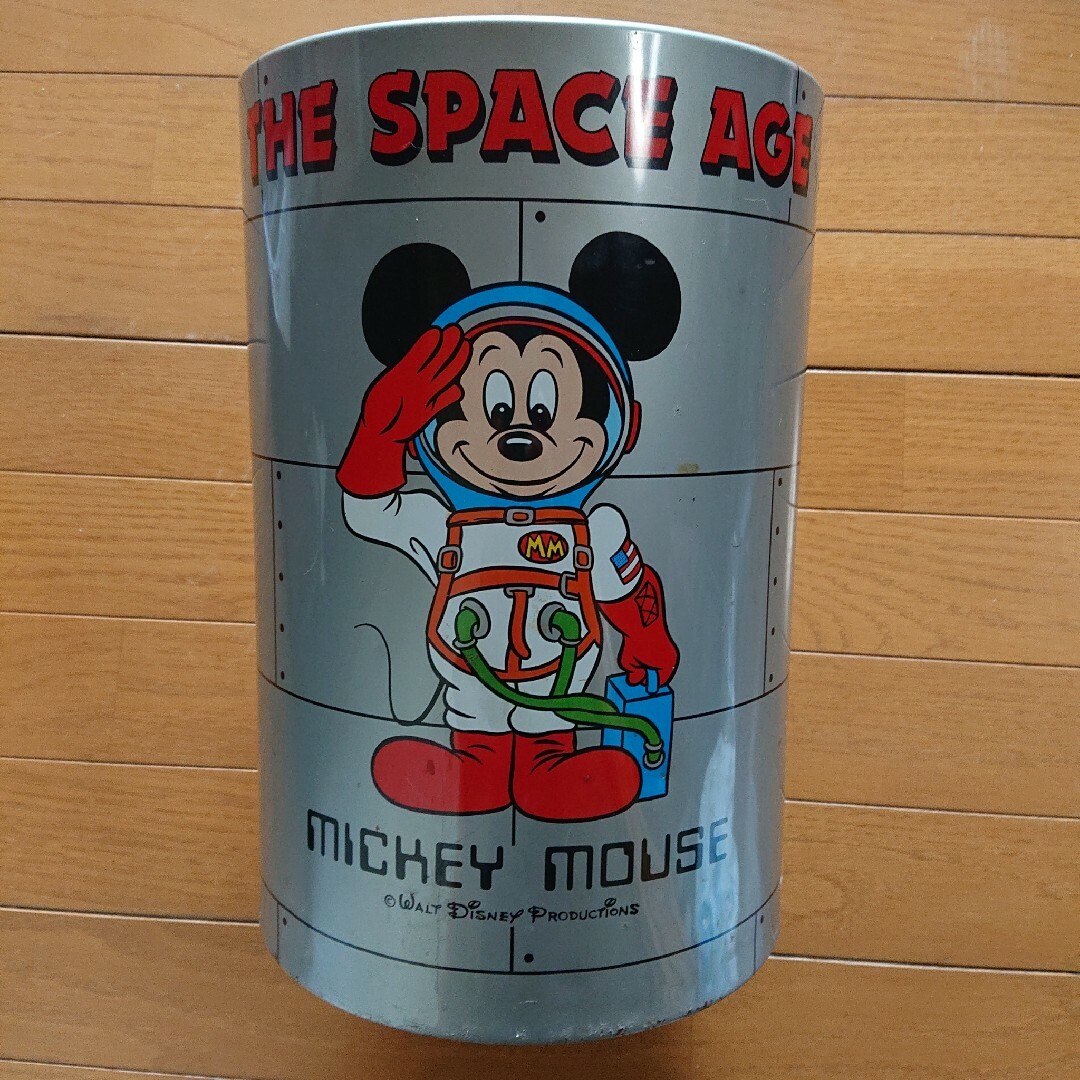 THE SPACE AGE
MM
MICKEY MOUSE
© WALT DISNEY PRODUCTIONS